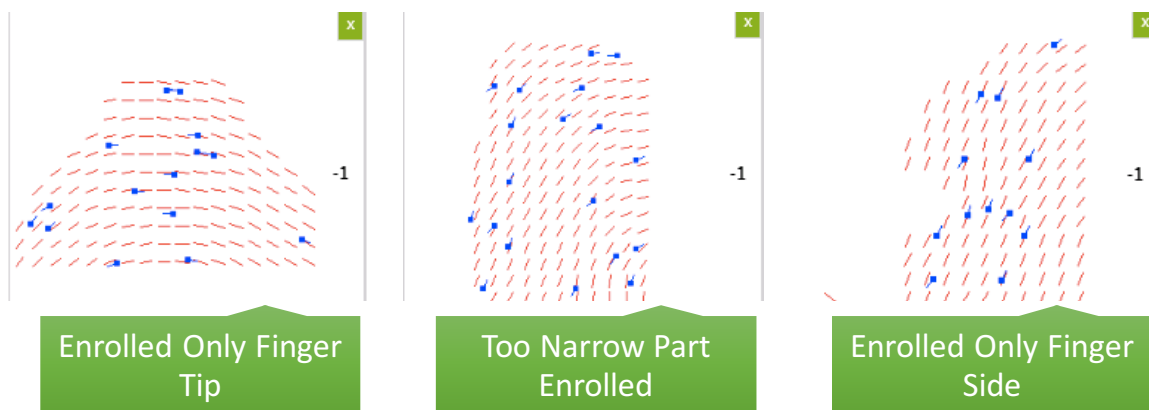 x
x
x
-1
-1
-1
Enrolled Only Finger
Tip
Too Narrow Part
Enrolled
Enrolled Only Finger
Side